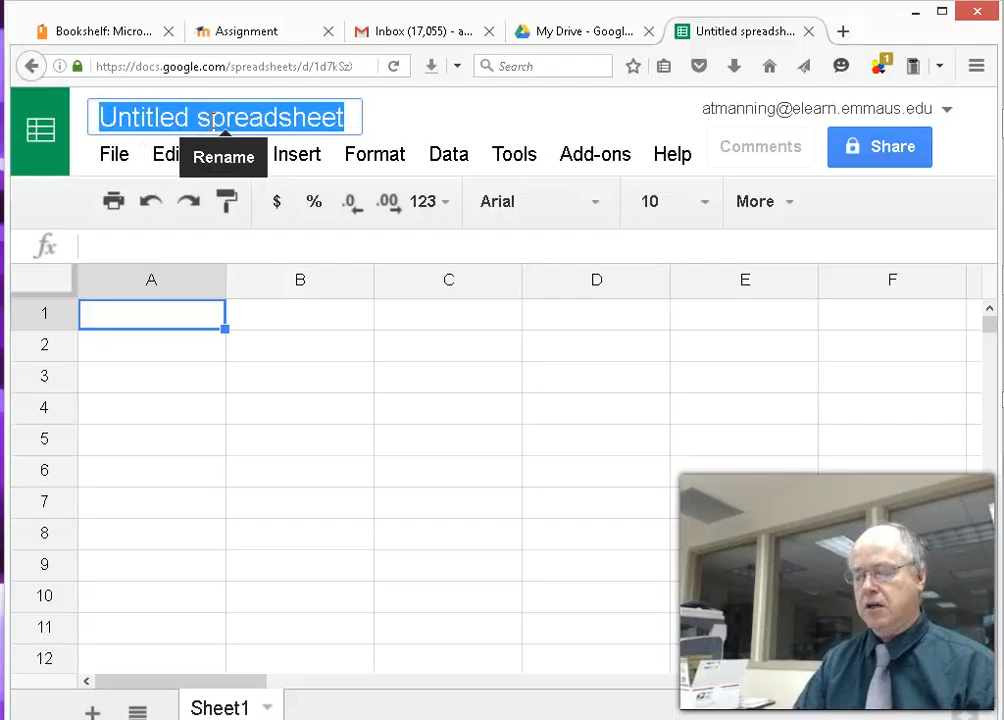 Bookshelf: Micro...
Assignment
Inbox (17,055) - a...
My Drive - Googl...
Untitled spreadsh...
https://docs.google.com/spreadsheets/d/1d7kSz
Search
1
Untitled spreadsheet
atmanning@elearn.emmaus.edu
File
Edi
Rename
Insert
Format
Data
Tools
Add-ons
Help
Comments
Share
$
%
.0
.00
123
Arial
10
More
fx
A
B
C
D
E
F
1
2
3
4
5
6
7
8
9
10
11
12
Sheet1